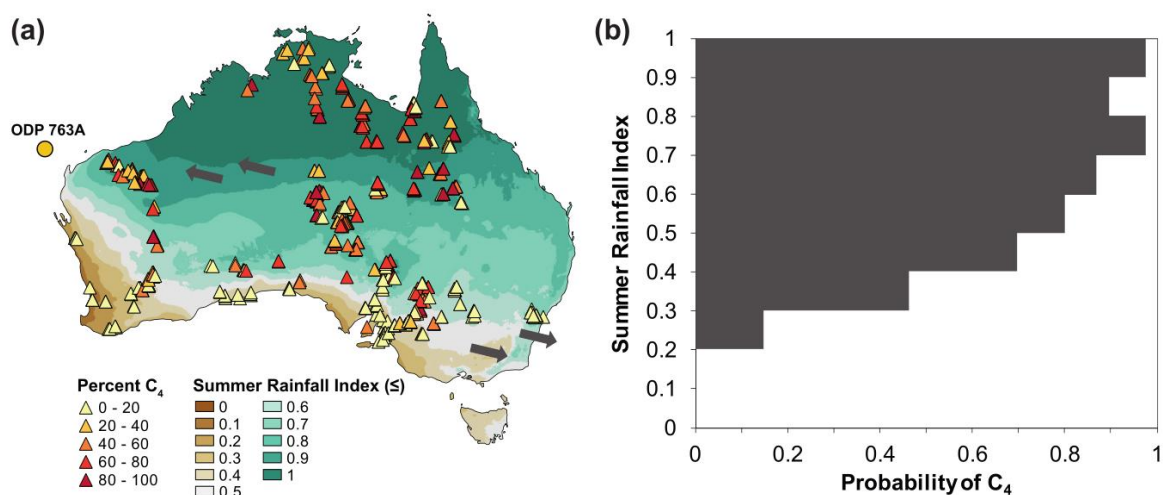 (a)
ODP 763A
Percent C₄
0 - 20
20 - 40
40 - 60
60 - 80
80 - 100
Summer Rainfall Index (≤)
0
0.1
0.2
0.3
0.4
0.5
0.6
0.7
0.8
0.9
1
(b)
Summer Rainfall Index
1
0.9
0.8
0.7
0.6
0.5
0.4
0.3
0.2
0.1
0
0 0.2 0.4 0.6 0.8 1
Probability of C₄